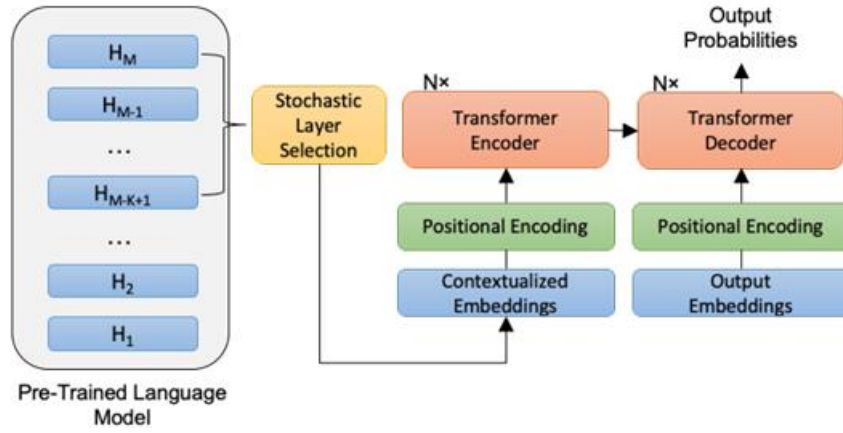 H_M
H_M-1
...
H_M-K+1
...
H_2
H_1
Pre-Trained Language
Model
Stochastic
Layer
Selection
N×
Transformer
Encoder
Positional Encoding
Contextualized
Embeddings
Output
Probabilities
N×
Transformer
Decoder
Positional Encoding
Output
Embeddings